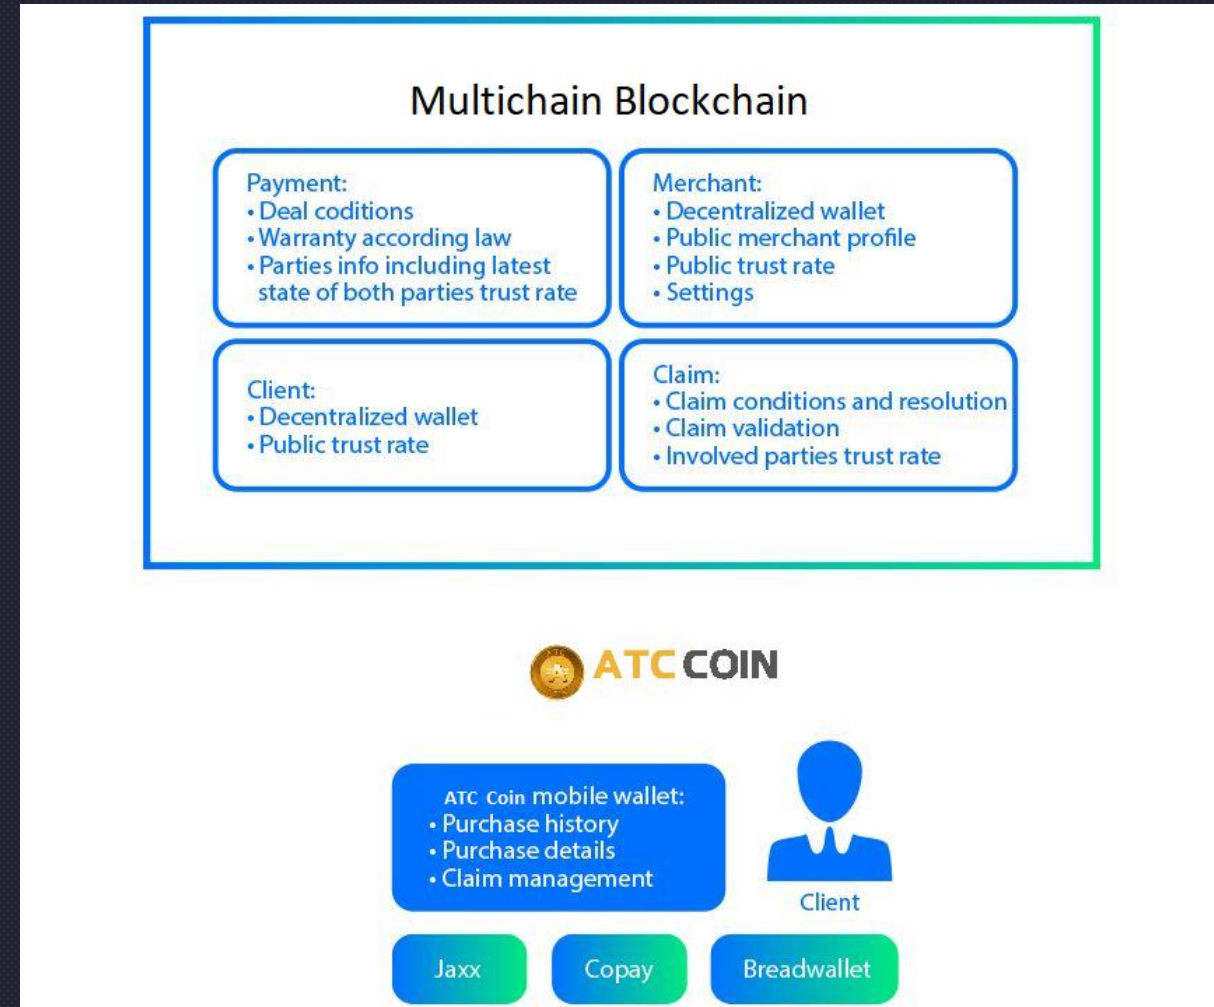 Multichain Blockchain
Payment:
• Deal coditions
• Warranty according law
• Parties info including latest
state of both parties trust rate
Merchant:
• Decentralized wallet
• Public merchant profile
• Public trust rate
• Settings
Client:
• Decentralized wallet
• Public trust rate
Claim:
• Claim conditions and resolution
• Claim validation
• Involved parties trust rate
ATC COIN
ATC Coin mobile wallet:
• Purchase history
• Purchase details
• Claim management
Client
Jaxx
Copay
Breadwallet